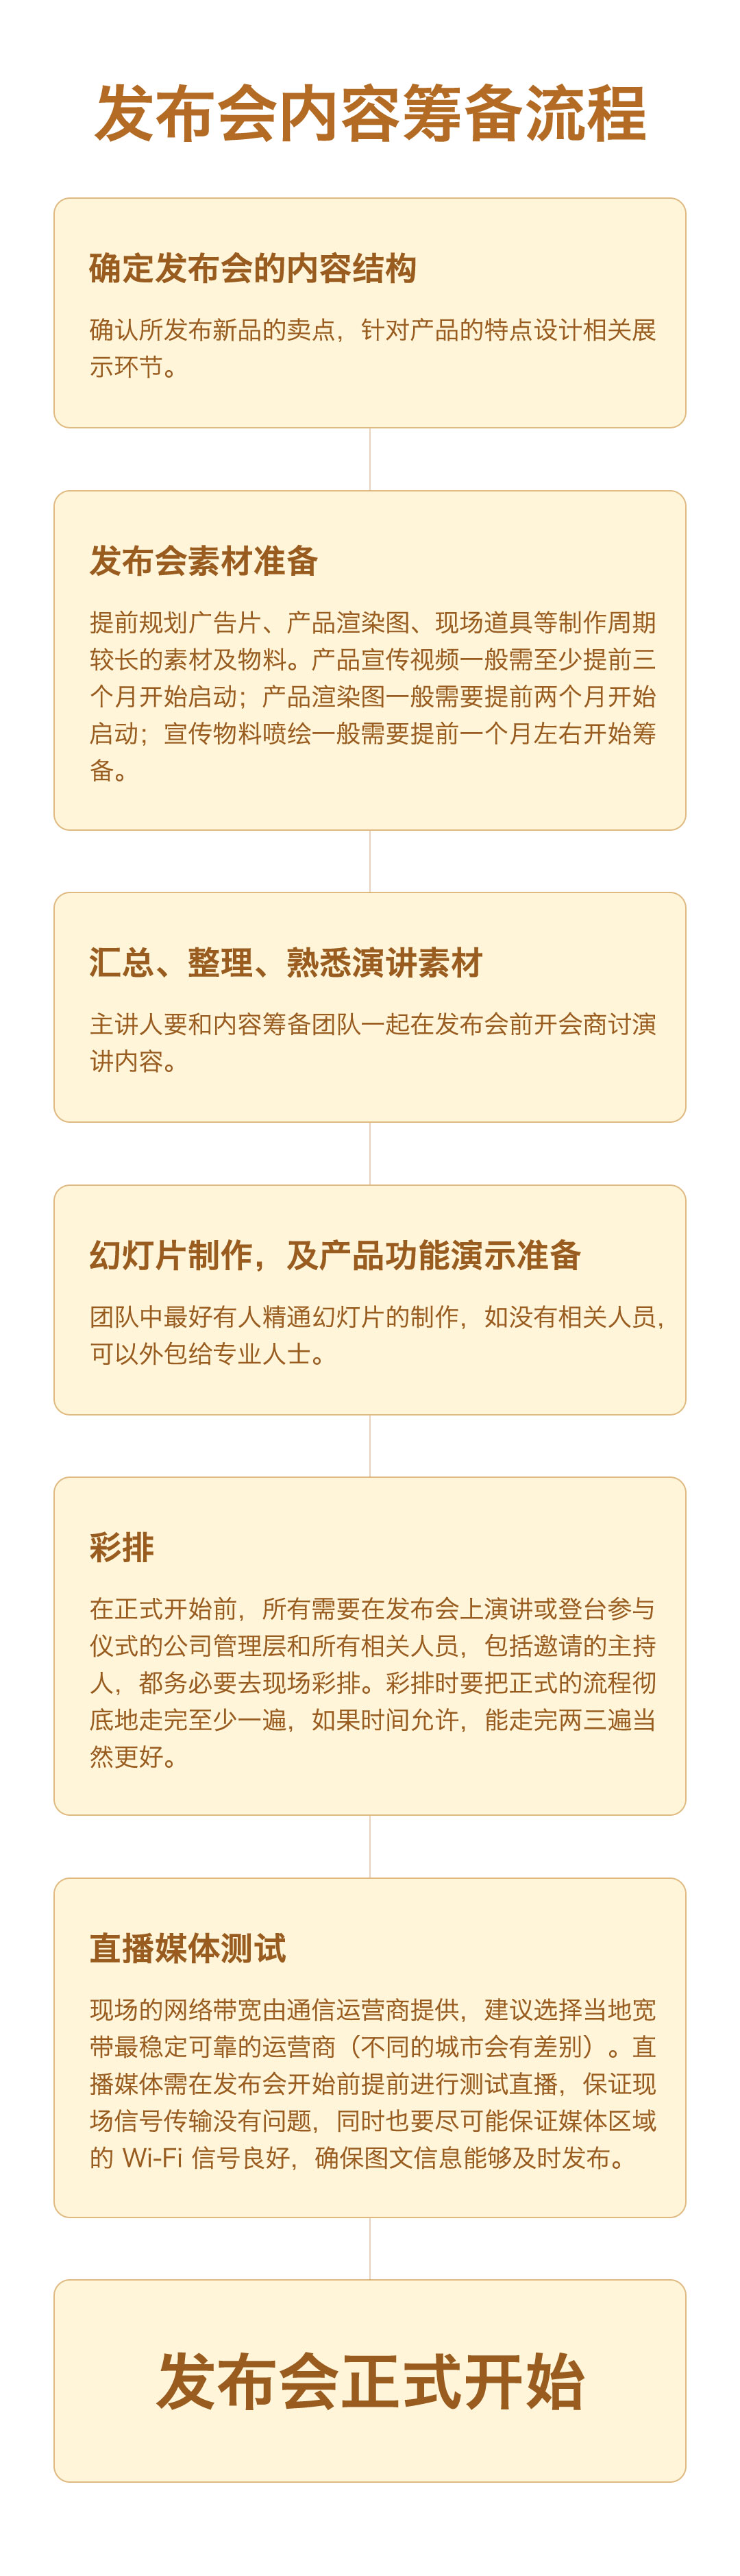 发布会内容筹备流程
确定发布会的内容结构
确认所发布新品的卖点，针对产品的特点设计相关展
示环节。
发布会素材准备
提前规划广告片、产品渲染图、现场道具等制作周期
较长的素材及物料。产品宣传视频一般需至少提前三
个月开始启动；产品渲染图一般需要提前两个月开始
启动；宣传物料喷绘一般需要提前一个月左右开始筹
备。
汇总、整理、熟悉演讲素材
主讲人要和内容筹备团队一起在发布会前开会商讨演
讲内容。
幻灯片制作，及产品功能演示准备
团队中最好有人精通幻灯片的制作，如没有相关人员，
可以外包给专业人士。
彩排
在正式开始前，所有需要在发布会上演讲或登台参与
仪式的公司管理层和所有相关人员，包括邀请的主持
人，都务必要去现场彩排。彩排时要把正式的流程彻
底地走完至少一遍，如果时间允许，能走完两三遍当
然更好。
直播媒体测试
现场的网络带宽由通信运营商提供，建议选择当地宽
带最稳定可靠的运营商（不同的城市会有差别）。直
播媒体需在发布会开始前提前进行测试直播，保证现
场信号传输没有问题，同时也要尽可能保证媒体区域
的 Wi-Fi 信号良好，确保图文信息能够及时发布。
发布会正式开始